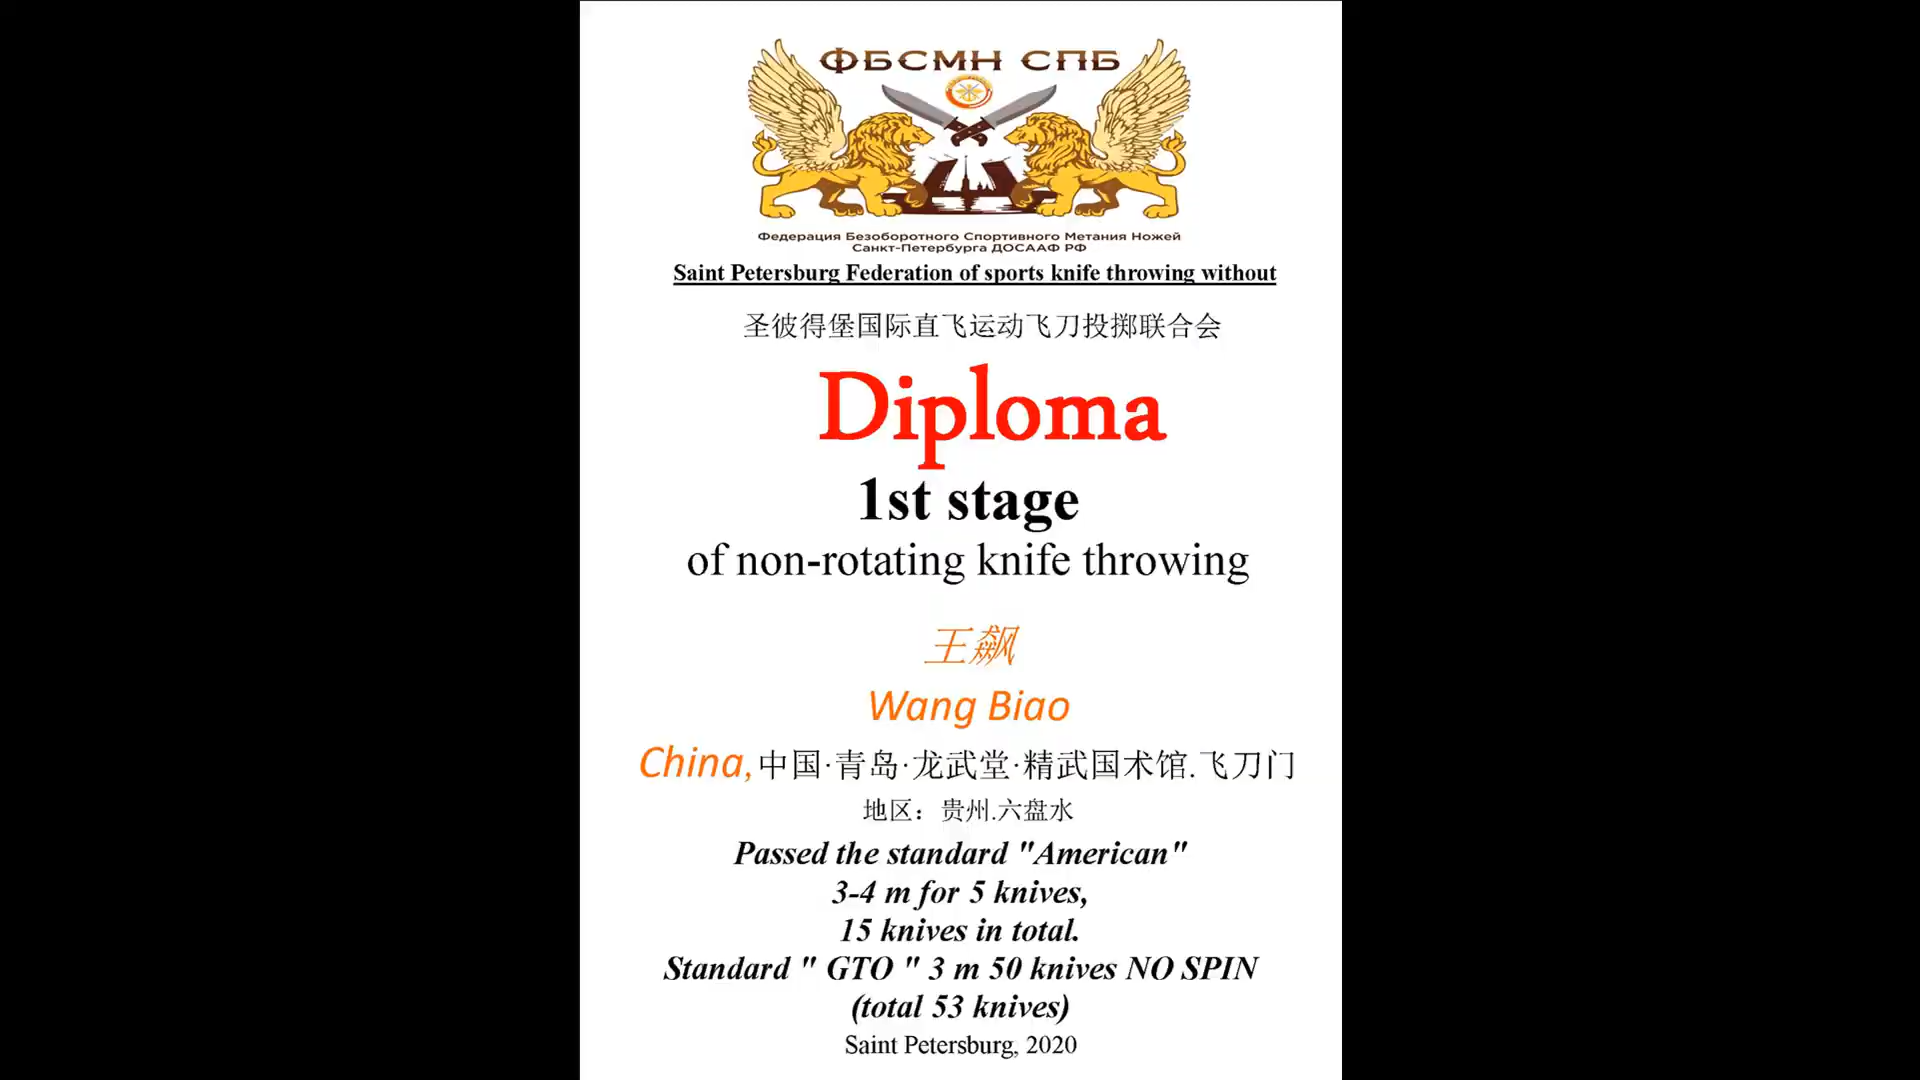 ФБСМН СПБ
Федерация Безоборотного Спортивного Метания Ножей
Санкт-Петербурга ДОСААФ РФ
Saint Petersburg Federation of sports knife throwing without
圣彼得堡国际直飞运动飞刀投掷联合会
Diploma
1st stage
of non-rotating knife throwing
王飙
Wang Biao
China,中国·青岛·龙武堂·精武国术馆.飞刀门
地区：贵州.六盘水
Passed the standard "American"
3-4 m for 5 knives,
15 knives in total.
Standard " GTO " 3 m 50 knives NO SPIN
(total 53 knives)
Saint Petersburg, 2020